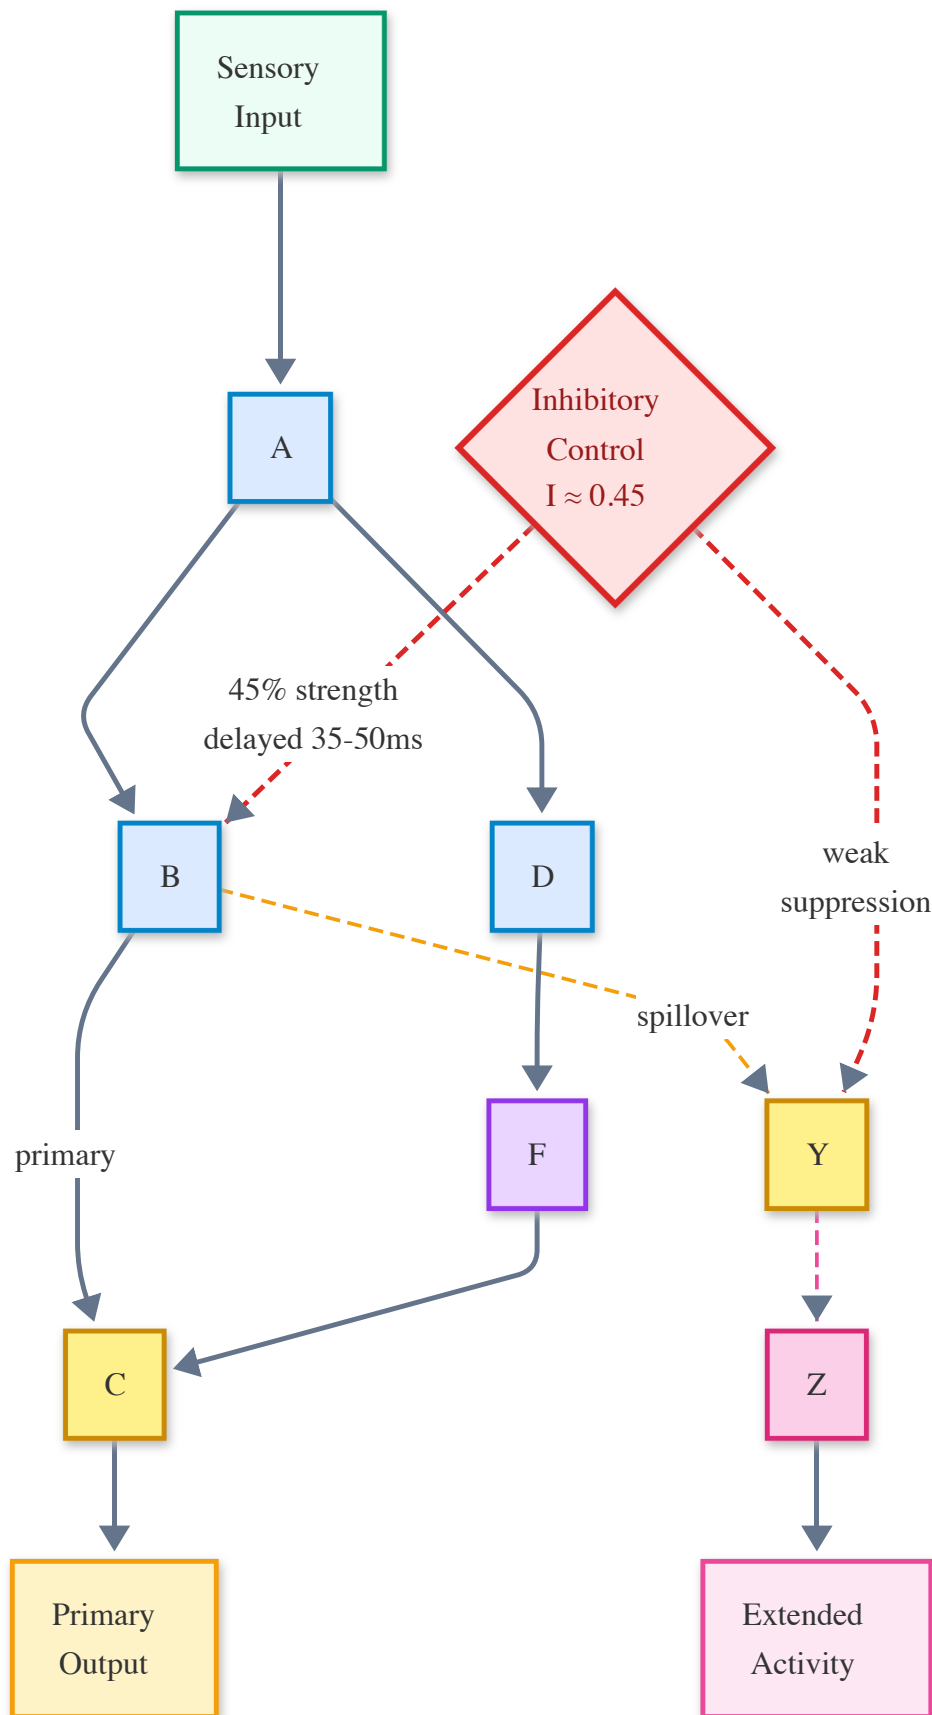 Sensory
Input
A
Inhibitory
Control
I ≈ 0.45
45% strength
delayed 35-50ms
B
D
weak
suppression
spillover
primary
F
Y
C
Z
Primary
Output
Extended
Activity